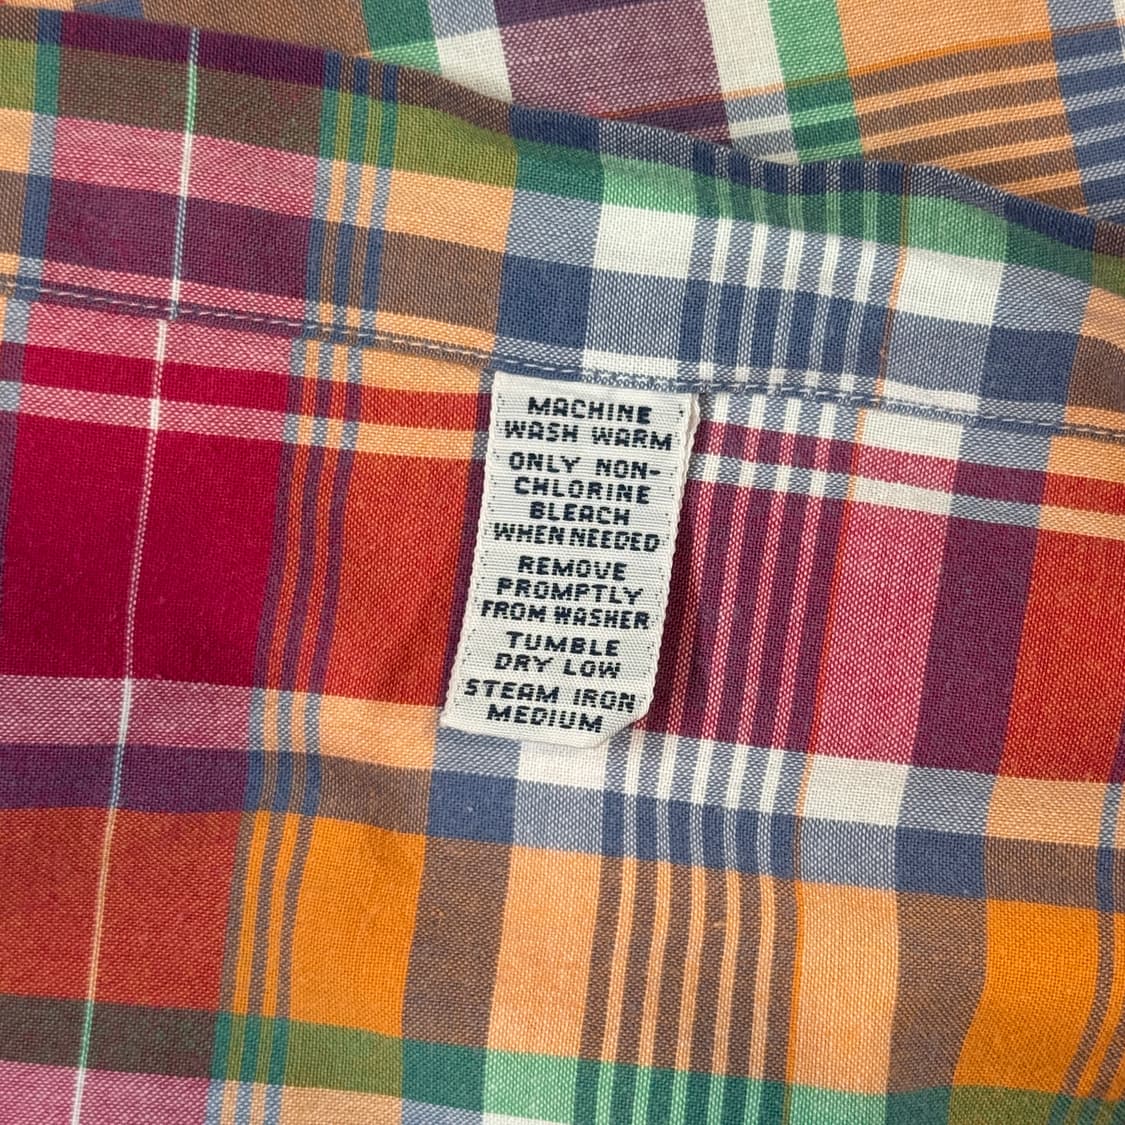 MACHINE
WASH WARM
ONLY NON-
CHLORINE
BLEACH
WHEN NEEDED
REMOVE
PROMPTLY
FROM WASHER
TUMBLE
DRY LOW
STEAM IRON
MEDIUM